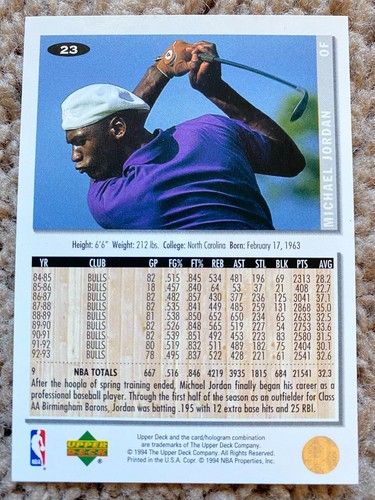 23
OF
MICHAEL JORDAN
Height: 6'6" Weight: 212 lbs. College: North Carolina Born: February 17, 1963
YR CLUB GP FG% FT% REB AST STL BLK PTS AVG
84-85 BULLS 82 .515 .845 534 481 196 69 2313 28.2
85-86 BULLS 18 .457 .840 64 53 37 21 408 22.7
86-87 BULLS 82 .482 .857 430 377 236 125 3041 37.1
87-88 BULLS 82 .535 .841 449 485 259 131 2868 35.0
88-89 BULLS 81 .538 .850 652 650 234 65 2633 32.5
89-90 BULLS 82 .526 .848 565 519 227 54 2753 33.6
90-91 BULLS 82 .539 .851 492 453 223 83 2580 31.5
91-92 BULLS 80 .519 .832 511 489 182 75 2404 30.1
92-93 BULLS 78 .495 .837 522 428 221 61 2541 32.6
9 NBA TOTALS 667 .516 .846 4219 3935 1815 684 21541 32.3
After the hoopla of spring training ended, Michael Jordan finally began his career as a
professional baseball player. Through the first half of the season as an outfielder for Class
AA Birmingham Barons, Jordan was batting .195 with 12 extra base hits and 25 RBI.
NBA
UPPER
DECK
Upper Deck and the card/hologram combination
are trademarks of The Upper Deck Company.
© 1994 The Upper Deck Company. All Rights Reserved.
Printed in the U.S.A. Copr. © 1994 NBA Properties, Inc.